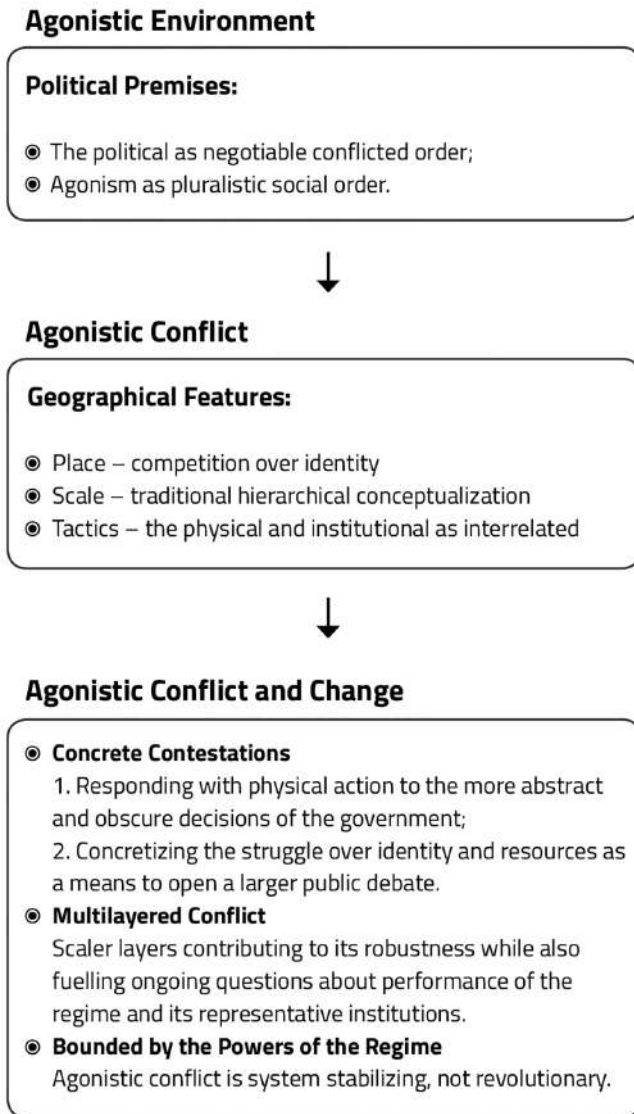 Agonistic Environment
Political Premises:
◉ The political as negotiable conflicted order;
◉ Agonism as pluralistic social order.
↓
Agonistic Conflict
Geographical Features:
◉ Place – competition over identity
◉ Scale – traditional hierarchical conceptualization
◉ Tactics – the physical and institutional as interrelated
↓
Agonistic Conflict and Change
◉ Concrete Contestations
1. Responding with physical action to the more abstract
and obscure decisions of the government;
2. Concretizing the struggle over identity and resources as
a means to open a larger public debate.
◉ Multilayered Conflict
Scaler layers contributing to its robustness while also
fuelling ongoing questions about performance of the
regime and its representative institutions.
◉ Bounded by the Powers of the Regime
Agonistic conflict is system stabilizing, not revolutionary.